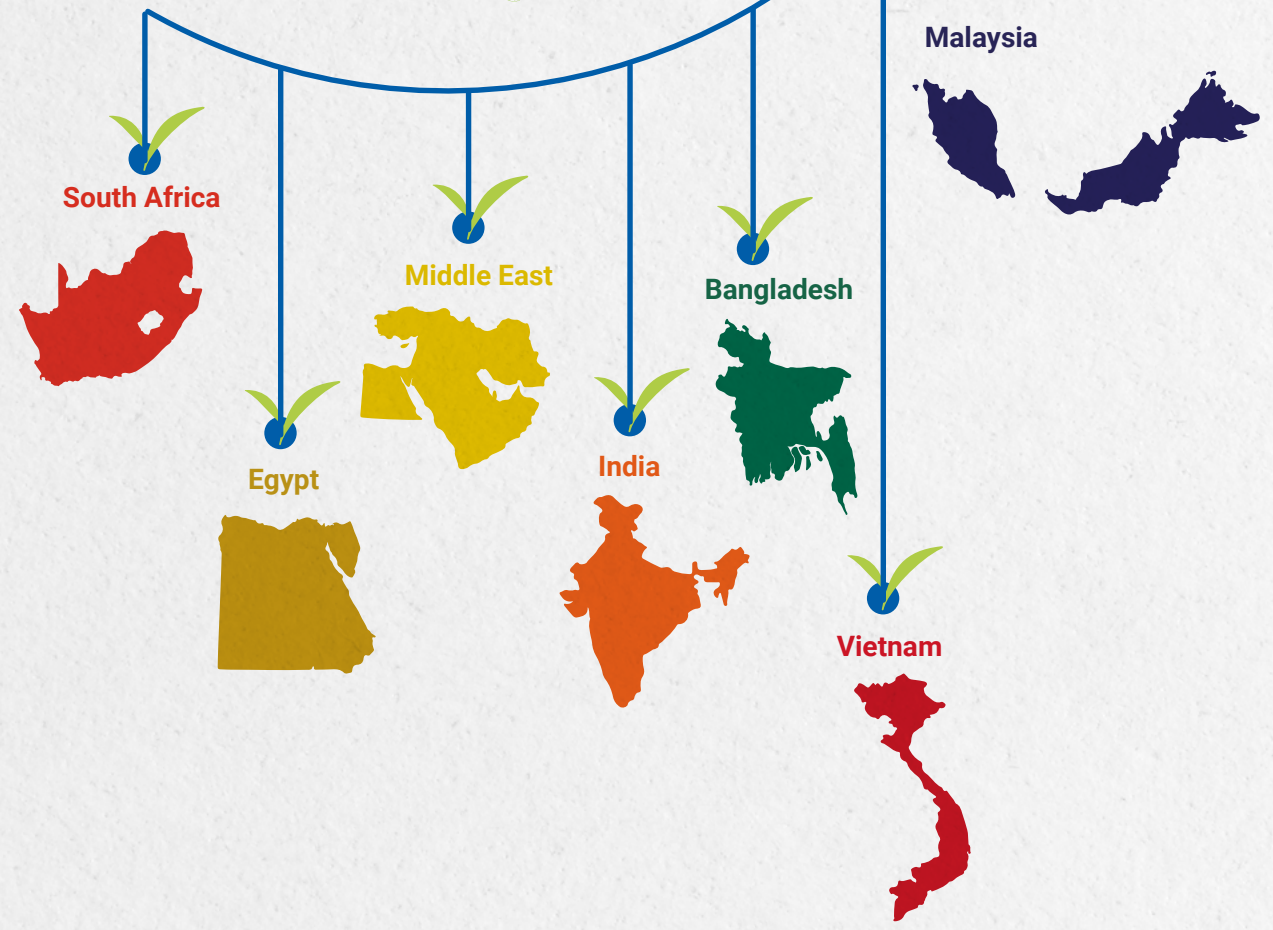 Malaysia
South Africa
Middle East
Bangladesh
India
Egypt
Vietnam